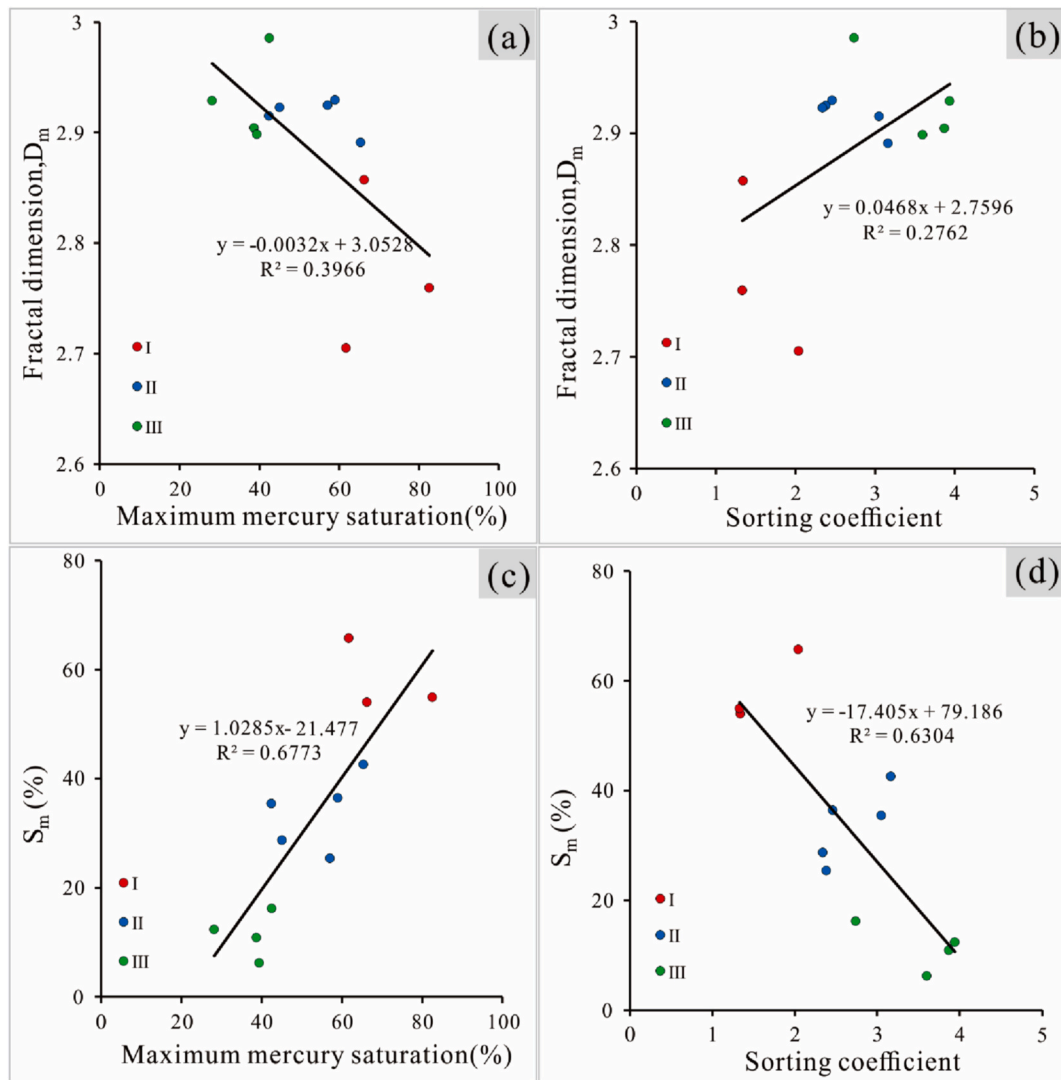 (a)
3
2.9
2.8
2.7
2.6
Fractal dimension,Dm
y = -0.0032x + 3.0528
R² = 0.3966
I
II
III
0 20 40 60 80 100
Maximum mercury saturation(%)
(b)
3
2.9
2.8
2.7
2.6
Fractal dimension,Dm
y = 0.0468x + 2.7596
R² = 0.2762
I
II
III
0 1 2 3 4 5
Sorting coefficient
(c)
80
60
40
20
0
Sm (%)
y = 1.0285x- 21.477
R² = 0.6773
I
II
III
0 20 40 60 80 100
Maximum mercury saturation(%)
(d)
80
60
40
20
0
Sm (%)
y = -17.405x + 79.186
R² = 0.6304
I
II
III
0 1 2 3 4 5
Sorting coefficient